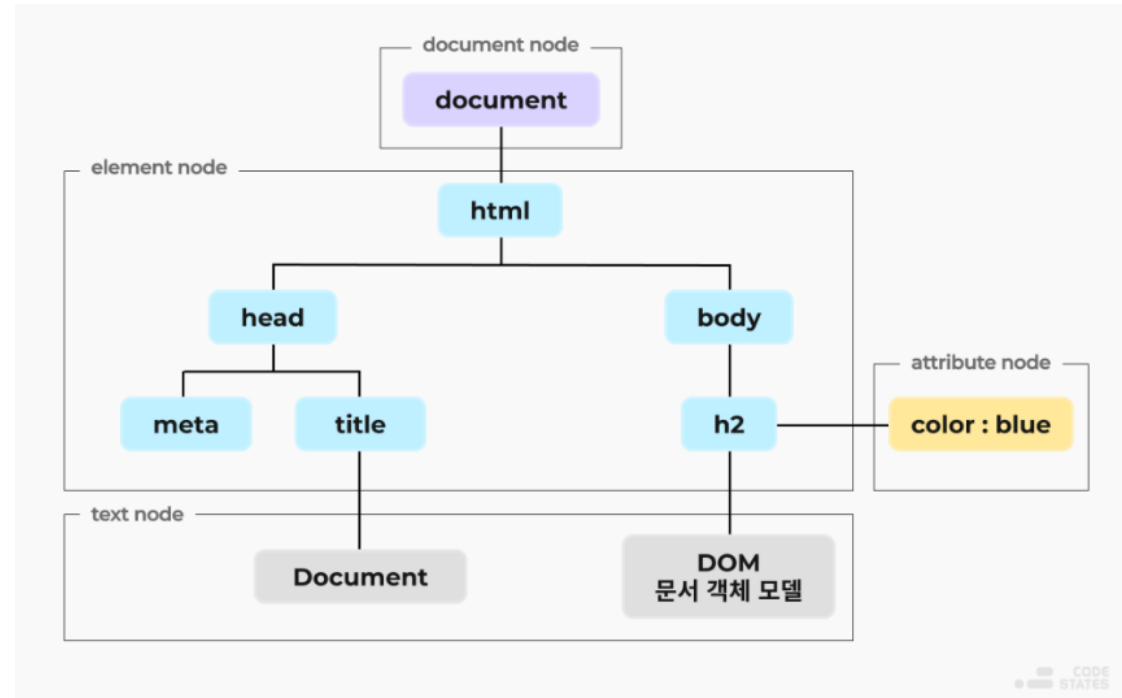 document node
document
element node
html
head
body
attribute node
meta
title
h2
color : blue
text node
Document
DOM
문서 객체 모델
CODE
STATES